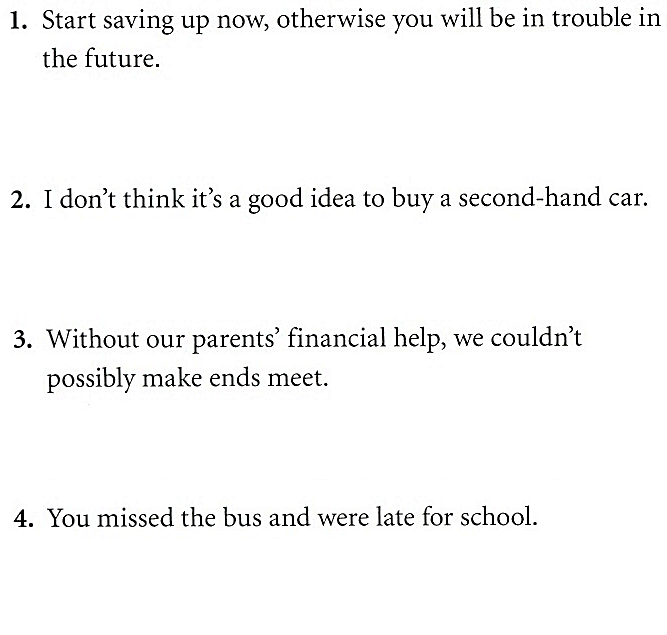 1. Start saving up now, otherwise you will be in trouble in
the future.
2. I don’t think it’s a good idea to buy a second-hand car.
3. Without our parents’ financial help, we couldn’t
possibly make ends meet.
4. You missed the bus and were late for school.